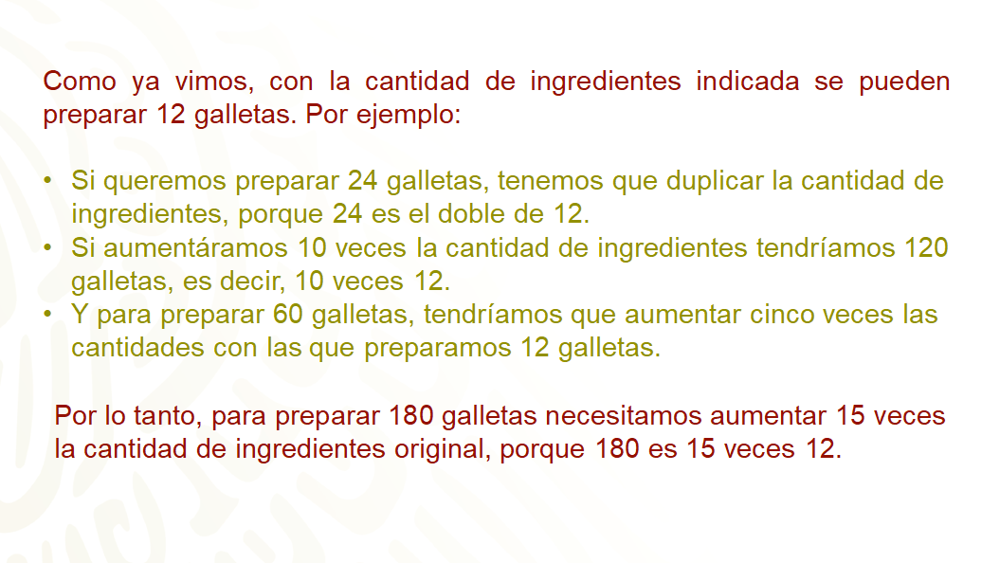 Como ya vimos, con la cantidad de ingredientes indicada se pueden
preparar 12 galletas. Por ejemplo:
• Si queremos preparar 24 galletas, tenemos que duplicar la cantidad de
ingredientes, porque 24 es el doble de 12.
• Si aumentáramos 10 veces la cantidad de ingredientes tendríamos 120
galletas, es decir, 10 veces 12.
• Y para preparar 60 galletas, tendríamos que aumentar cinco veces las
cantidades con las que preparamos 12 galletas.
Por lo tanto, para preparar 180 galletas necesitamos aumentar 15 veces
la cantidad de ingredientes original, porque 180 es 15 veces 12.